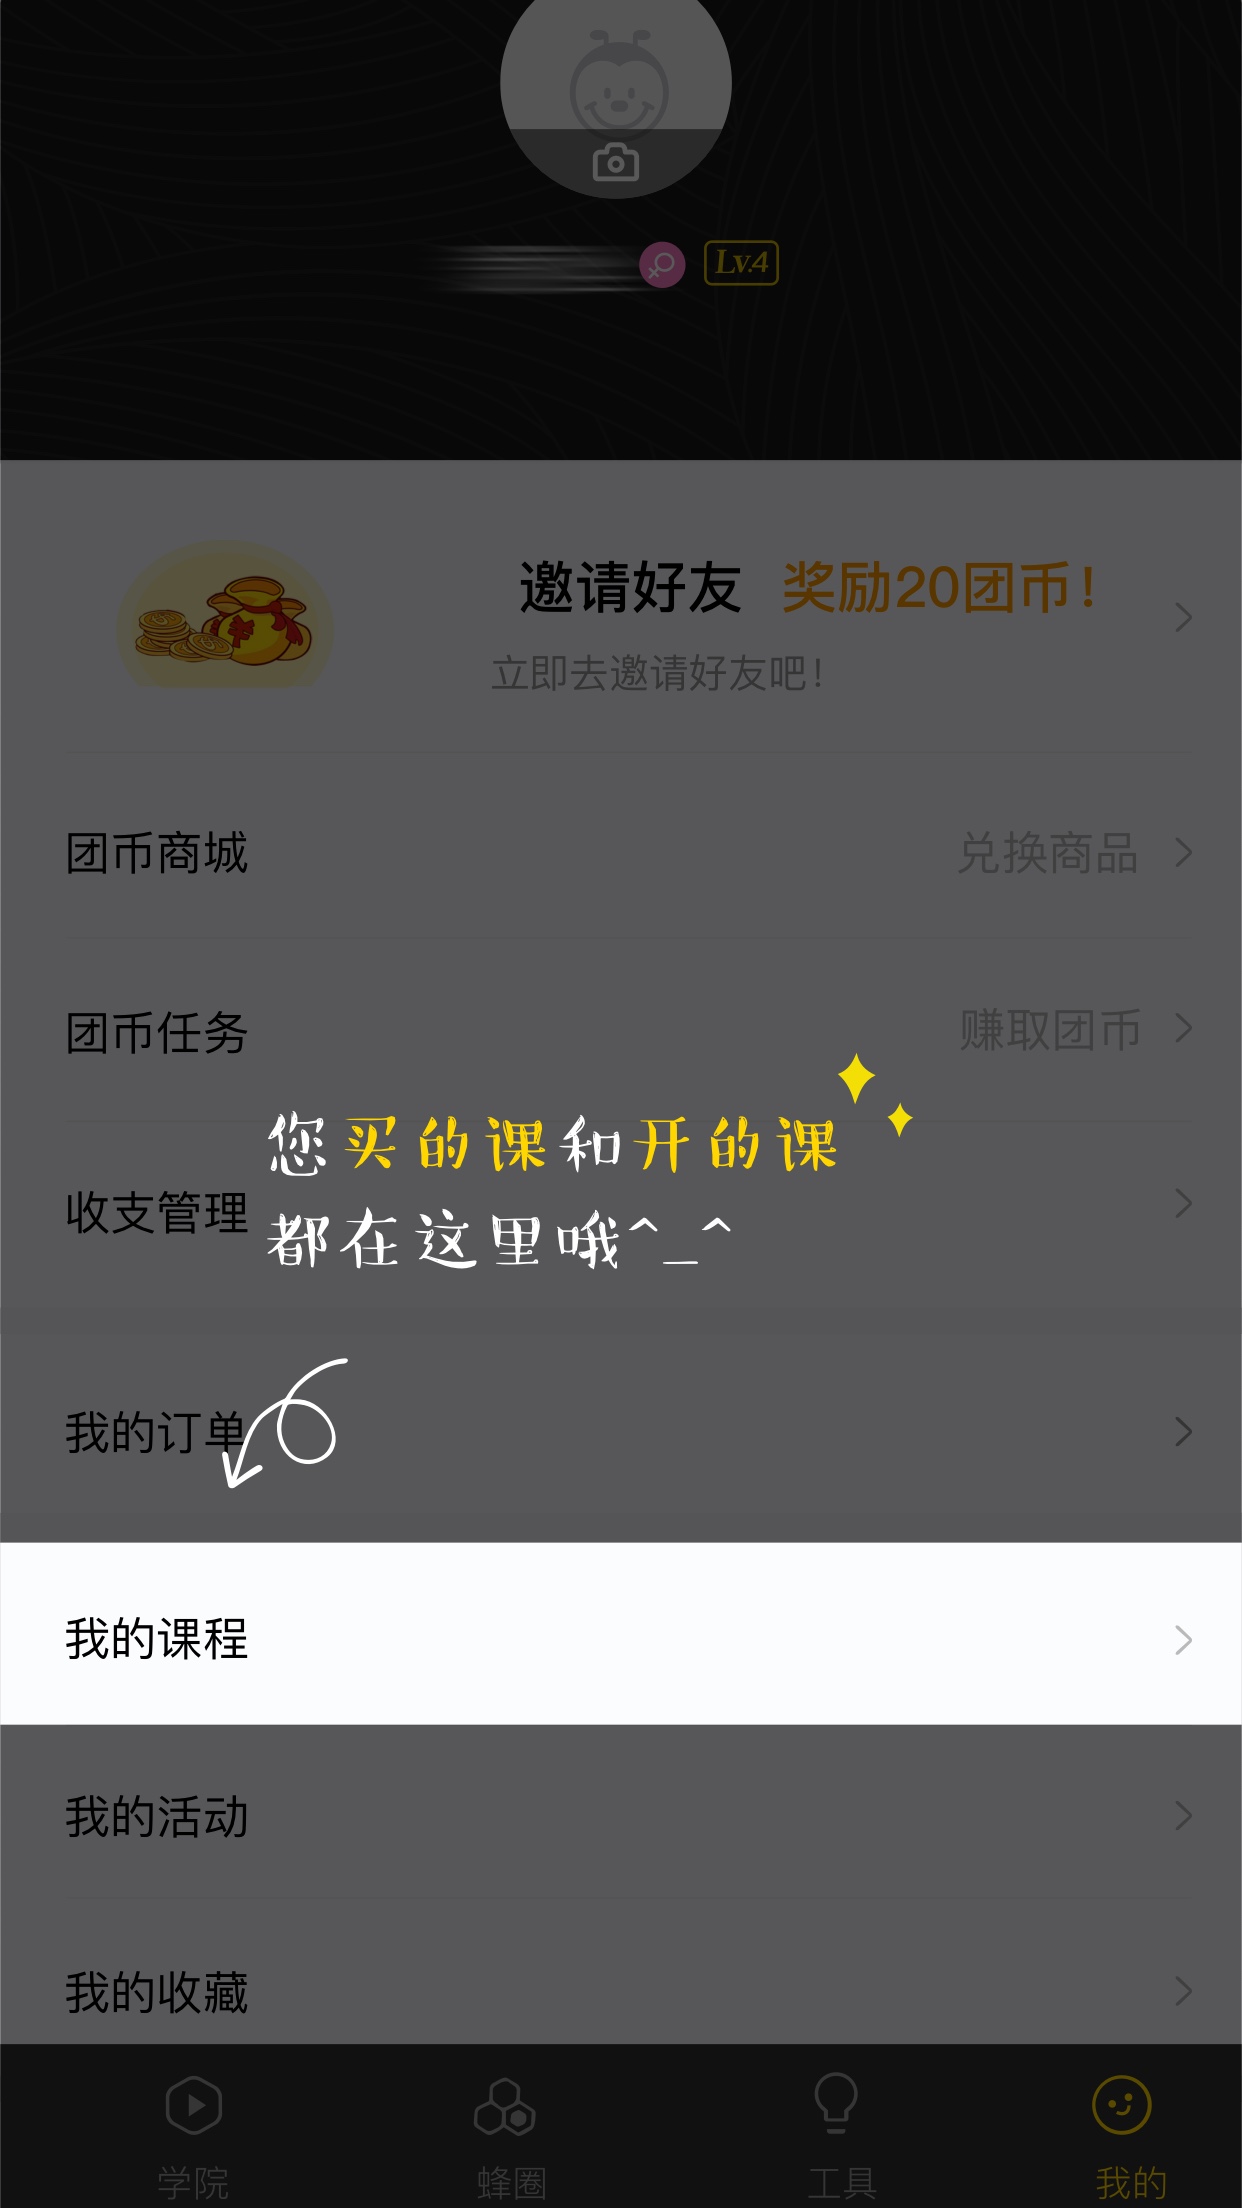 Lv.4
邀请好友 奖励20团币!
立即去邀请好友吧!
团币商城 兑换商品
团币任务 赚取团币
您买的课和开的课
收支管理
都在这里哦^_^
我的订单
我的课程
我的活动
我的收藏
学院 蜂圈 工具 我的